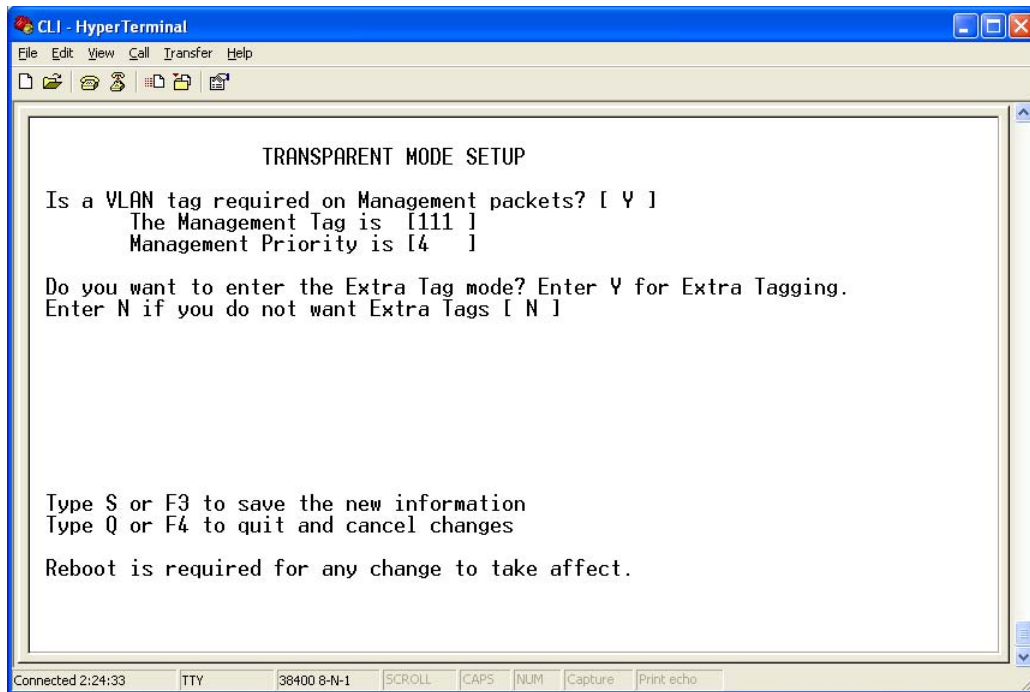 CLI - HyperTerminal
File Edit View Call Transfer Help
TRANSPARENT MODE SETUP
Is a VLAN tag required on Management packets? [ Y ]
The Management Tag is [111 ]
Management Priority is [4 ]
Do you want to enter the Extra Tag mode? Enter Y for Extra Tagging.
Enter N if you do not want Extra Tags [ N ]
Type S or F3 to save the new information
Type Q or F4 to quit and cancel changes
Reboot is required for any change to take affect.
Connected 2:24:33 TTY 38400 8-N-1 SCROLL CAPS NUM Capture Print echo